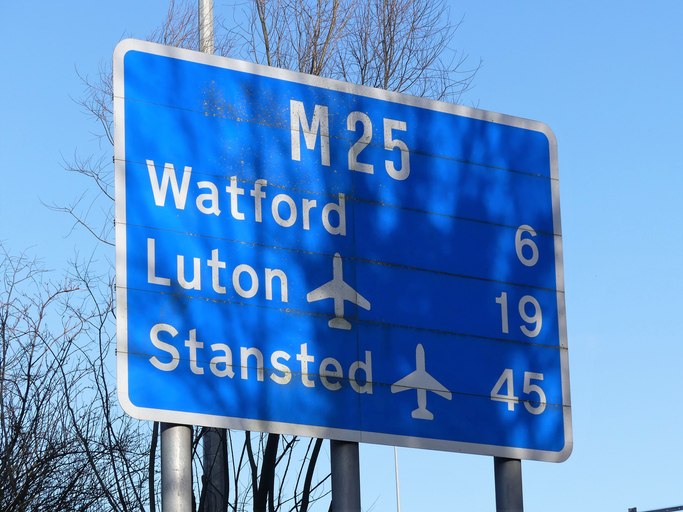 M25
Watford 6
Luton 19
Stansted 45